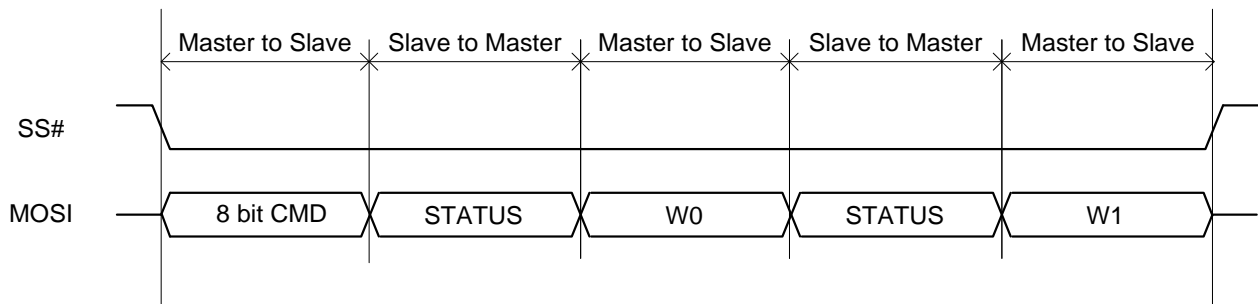 Master to Slave Slave to Master Master to Slave Slave to Master Master to Slave
SS#
MOSI 8 bit CMD STATUS W0 STATUS W1